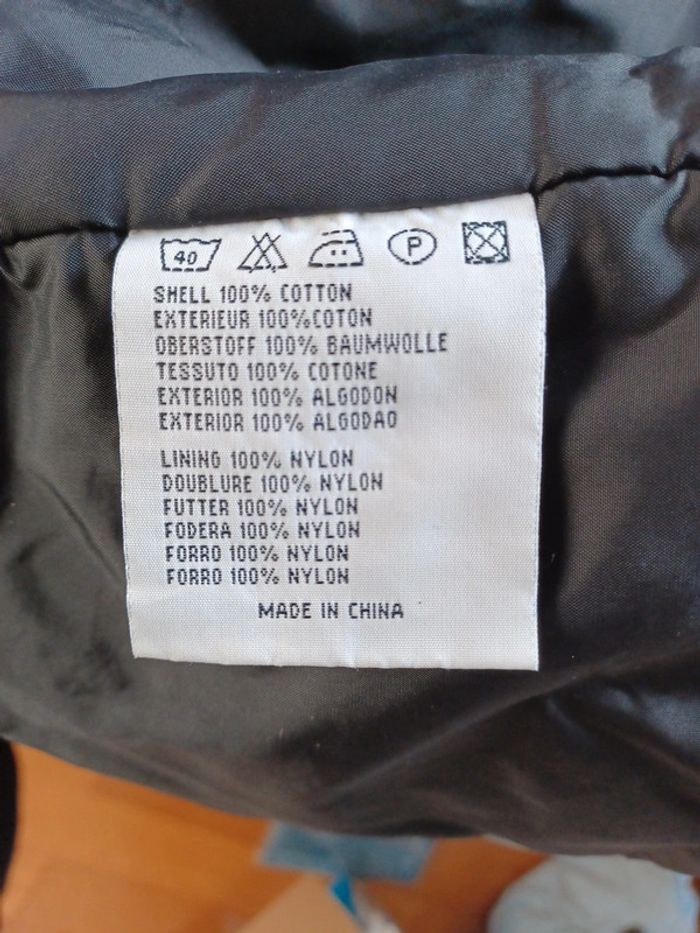 40 P
SHELL 100% COTTON
EXTERIEUR 100%COTON
OBERSTOFF 100% BAUMWOLLE
TESSUTO 100% COTONE
EXTERIOR 100% ALGODON
EXTERIOR 100% ALGODAO
LINING 100% NYLON
DOUBLURE 100% NYLON
FUTTER 100% NYLON
FODERA 100% NYLON
FORRO 100% NYLON
FORRO 100% NYLON
MADE IN CHINA